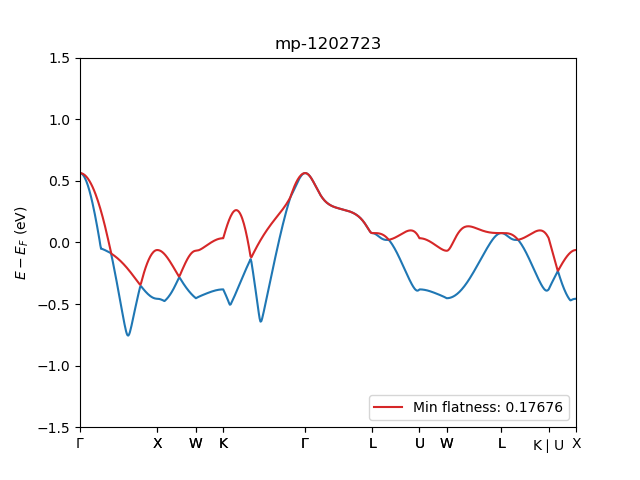 mp-1202723
1.5
1.0
0.5
0.0
−0.5
−1.0
−1.5
E − E_F (eV)
Min flatness: 0.17676
Γ X W K Γ L U W L K | U X